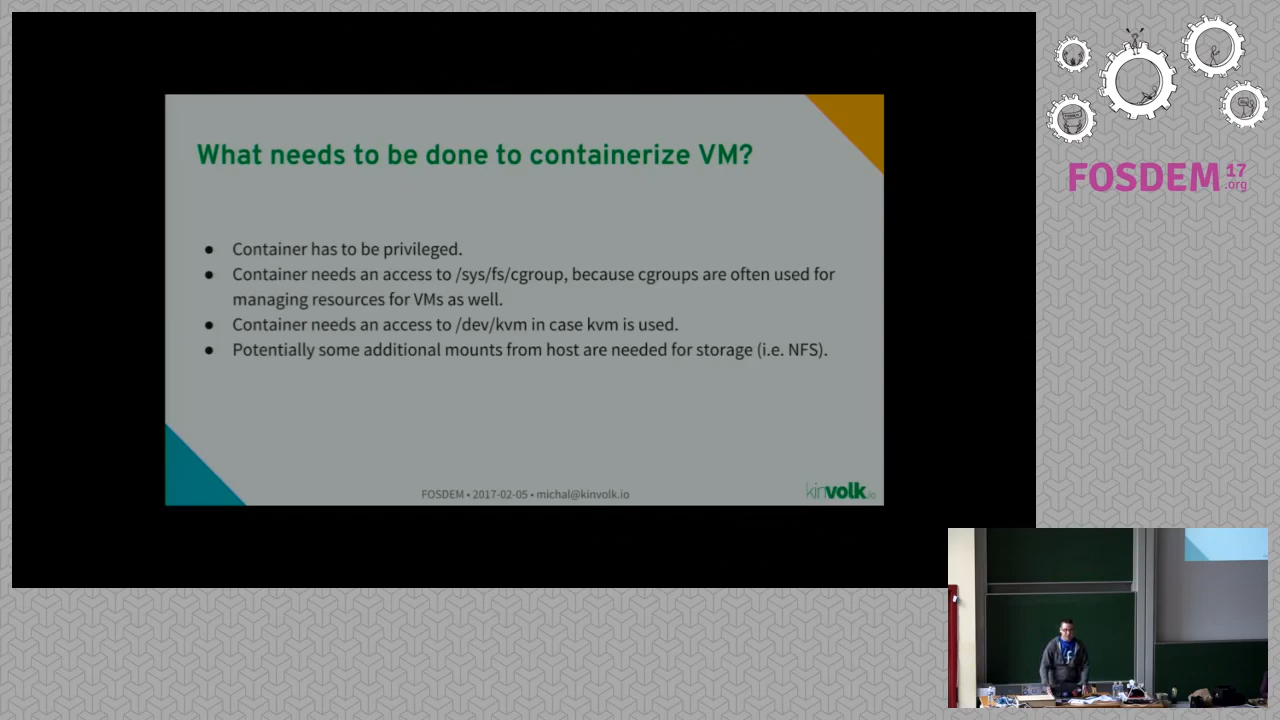 What needs to be done to containerize VM?
● Container has to be privileged.
● Container needs an access to /sys/fs/cgroup, because cgroups are often used for
managing resources for VMs as well.
● Container needs an access to /dev/kvm in case kvm is used.
● Potentially some additional mounts from host are needed for storage (i.e. NFS).
FOSDEM • 2017-02-05 • michal@kinvolk.io
kinvolk.io
FOSDEM 17
.org